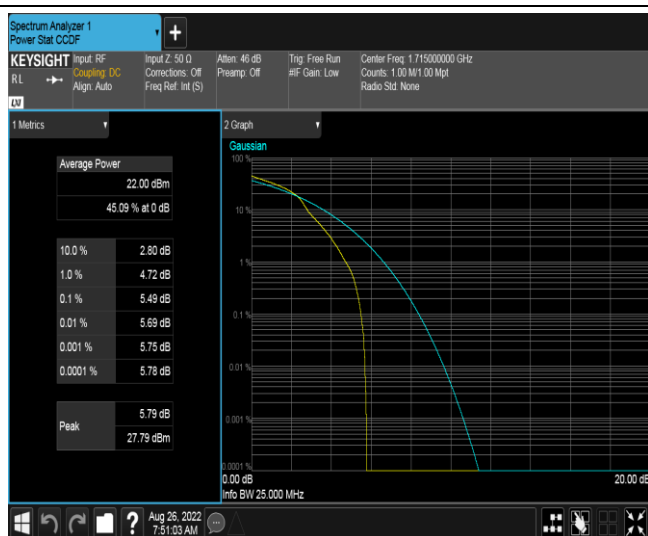 Spectrum Analyzer 1
Power Stat CCDF
KEYSIGHT
RL
LXI
Input: RF
Coupling: DC
Align: Auto
Input Z: 50 Ω
Corrections: Off
Freq Ref: Int (S)
Atten: 46 dB
Preamp: Off
Trig: Free Run
#IF Gain: Low
Center Freq: 1.715000000 GHz
Counts: 1.00 M/1.00 Mpt
Radio Std: None
1 Metrics
Average Power
22.00 dBm
45.09 % at 0 dB
10.0 % 2.80 dB
1.0 % 4.72 dB
0.1 % 5.49 dB
0.01 % 5.69 dB
0.001 % 5.75 dB
0.0001 % 5.78 dB
Peak
5.79 dB
27.79 dBm
2 Graph
Gaussian
100 %
10 %
1 %
0.1 %
0.01 %
0.001 %
0.0001 %
0.00 dB 20.00 dB
Info BW 25.000 MHz
Aug 26, 2022
7:51:03 AM